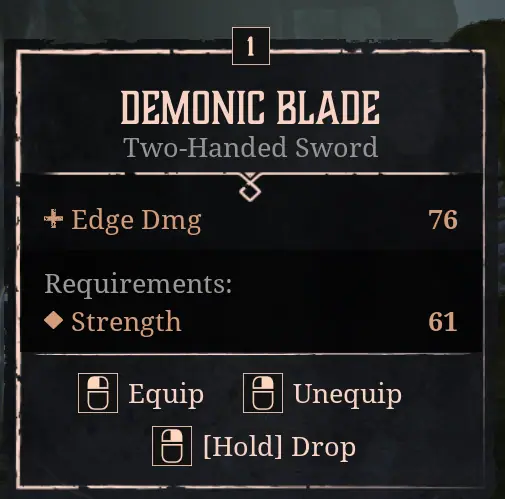 1
DEMONIC BLADE
Two-Handed Sword
Edge Dmg 76
Requirements:
Strength 61
Equip Unequip
[Hold] Drop